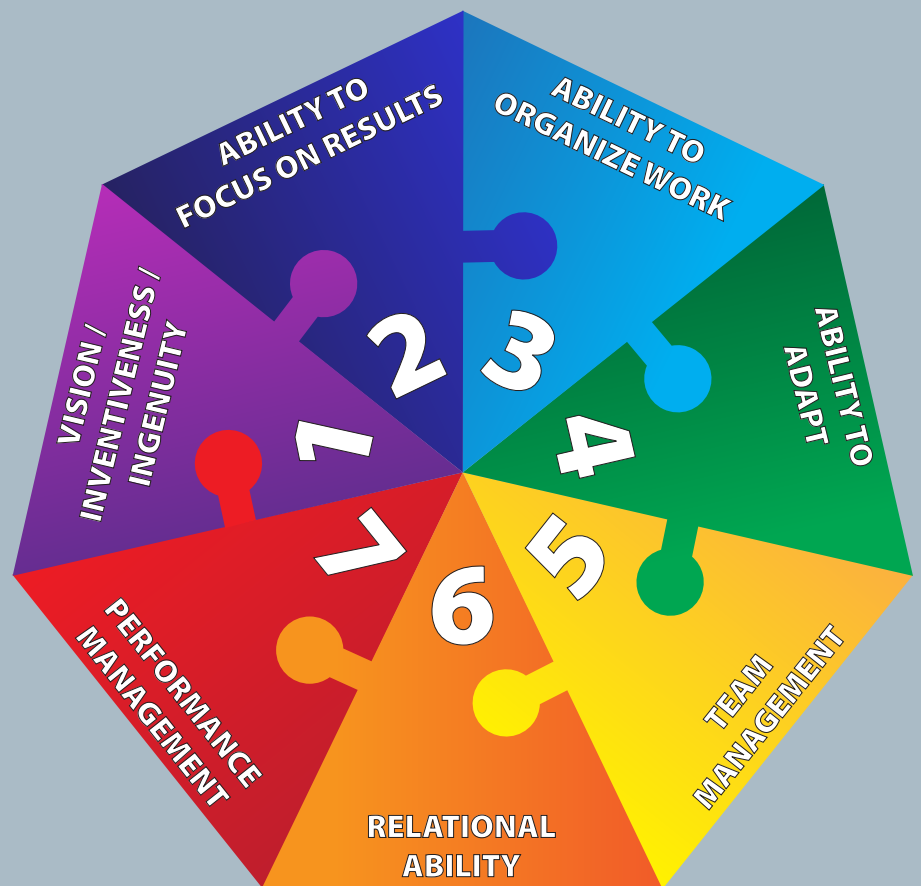 1
VISION /
INVENTIVENESS /
INGENUITY
2
ABILITY TO
FOCUS ON RESULTS
3
ABILITY TO
ORGANIZE WORK
4
ABILITY TO
ADAPT
5
TEAM
MANAGEMENT
6
RELATIONAL
ABILITY
7
PERFORMANCE
MANAGEMENT